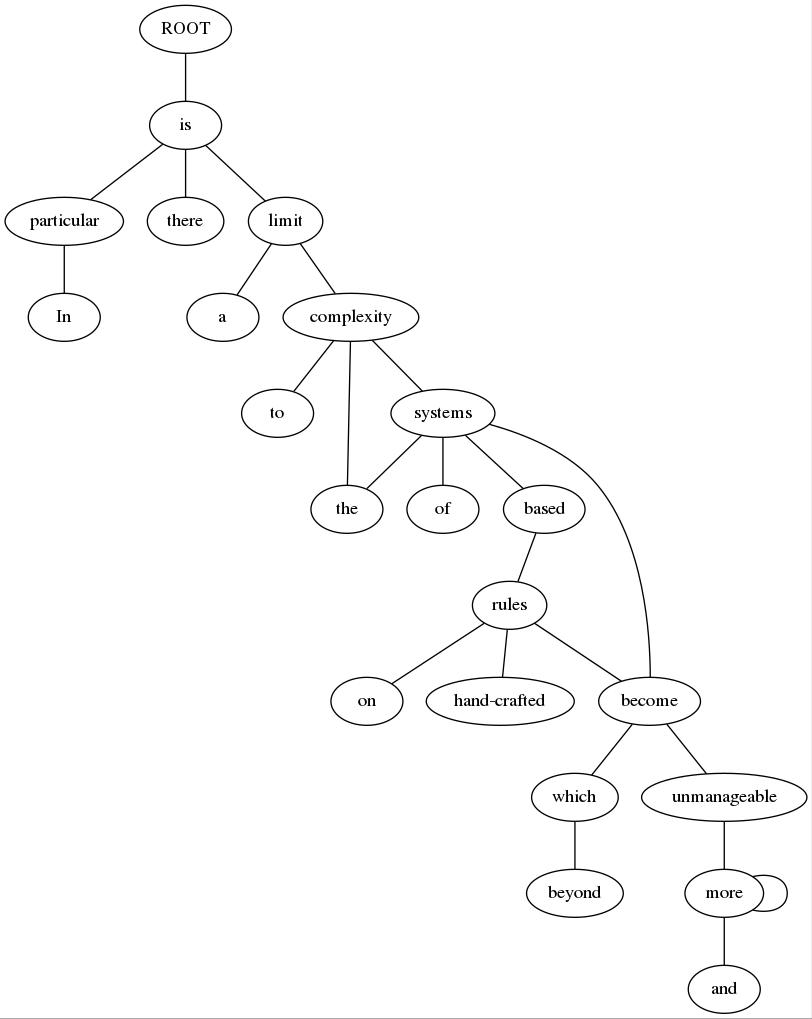 ROOT
is
particular there limit
In a complexity
to systems
the of based
rules
on hand-crafted become
which unmanageable
beyond more
and